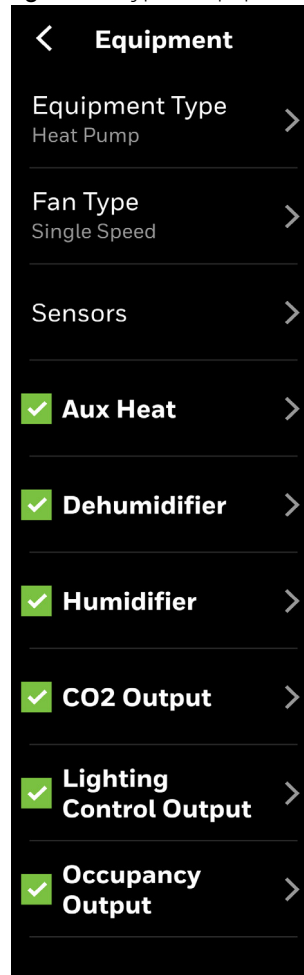 Equipment
Equipment Type
Heat Pump
Fan Type
Single Speed
Sensors
Aux Heat
Dehumidifier
Humidifier
CO2 Output
Lighting
Control Output
Occupancy
Output